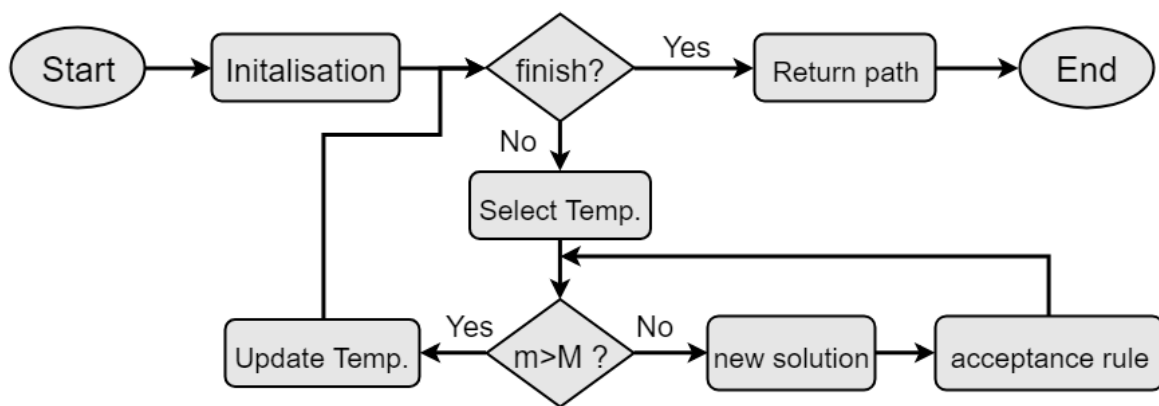 Start
Initalisation
finish?
Yes
Return path
End
No
Select Temp.
Update Temp.
Yes
m>M ?
No
new solution
acceptance rule